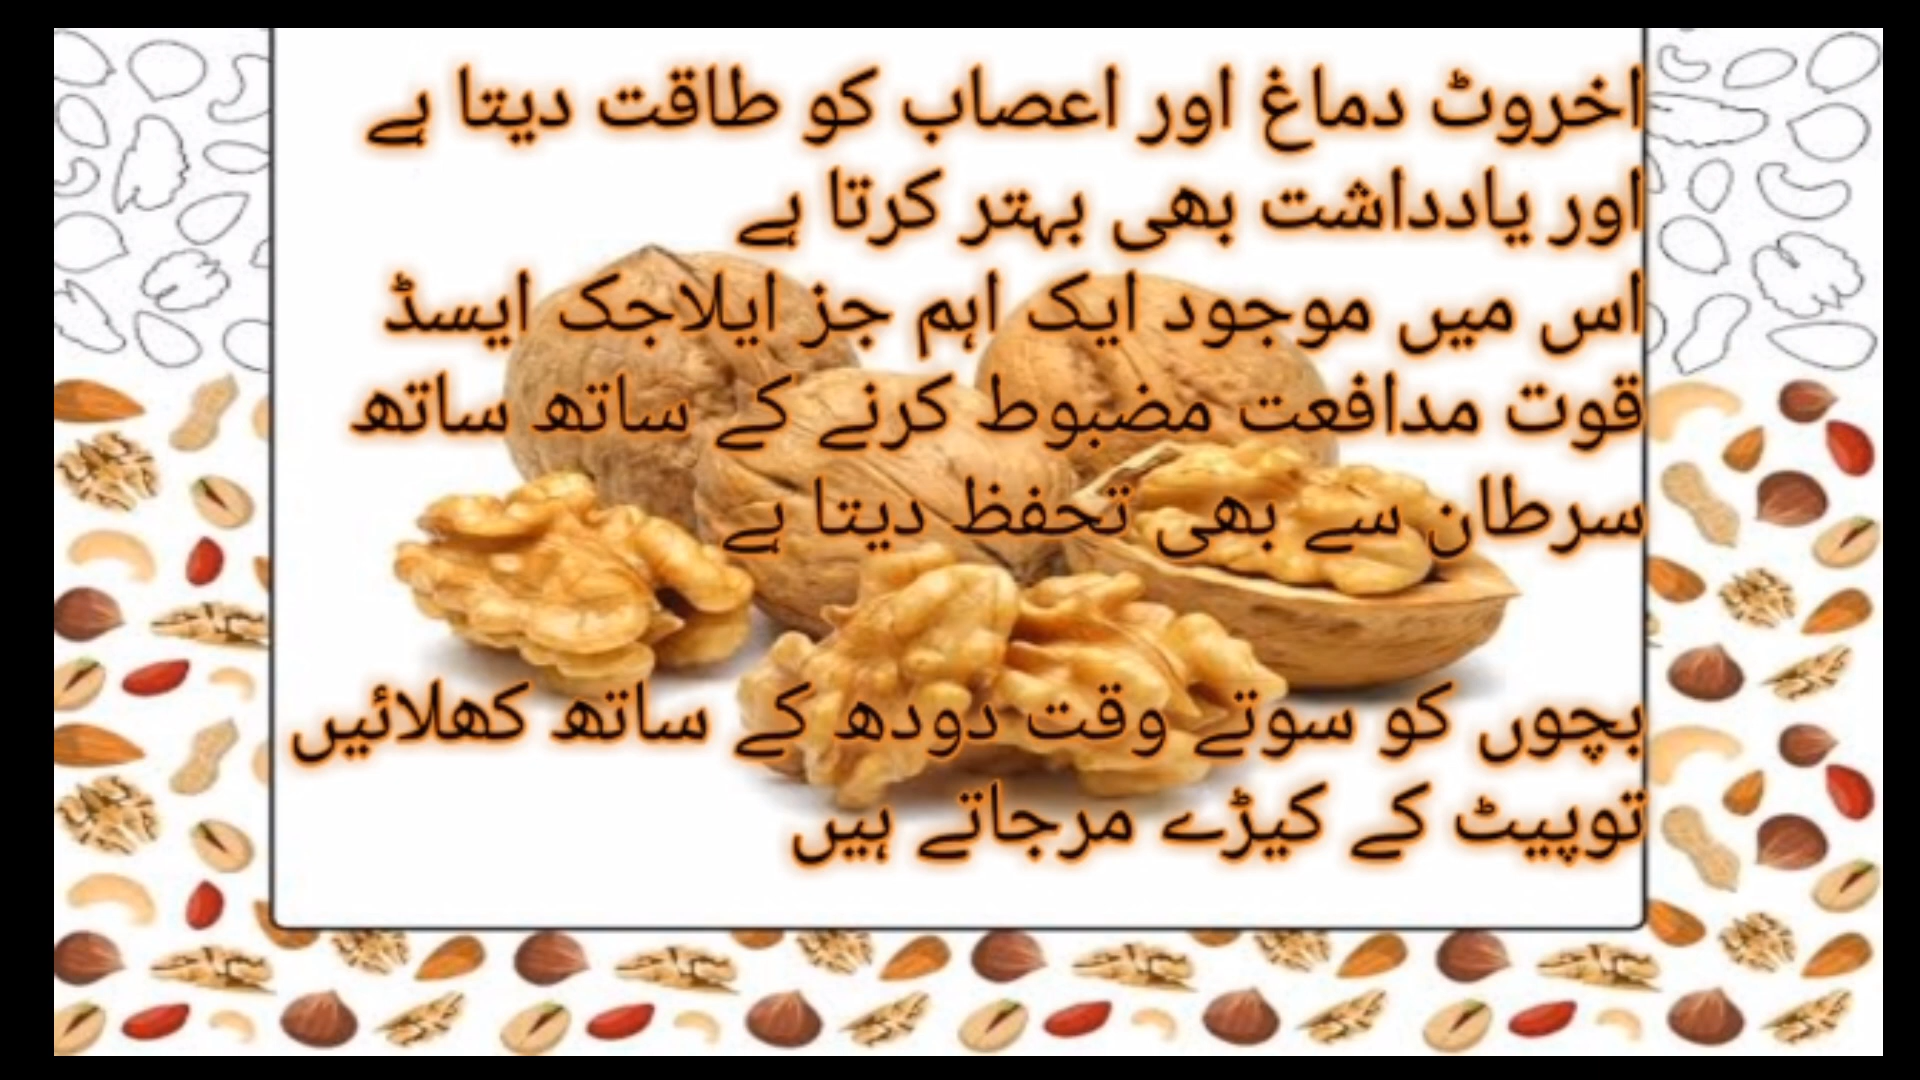 اخروٹ دماغ اور اعصاب کو طاقت دیتا ہے
اور یادداشت بھی بہتر کرتا ہے
اس میں موجود ایک اہم جز ایلاجک ایسڈ
قوت مدافعت مضبوط کرنے کے ساتھ ساتھ
سرطان سے بھی تحفظ دیتا ہے
بچوں کو سوتے وقت دودھ کے ساتھ کھلائیں
توپیٹ کے کیڑے مرجاتے ہیں